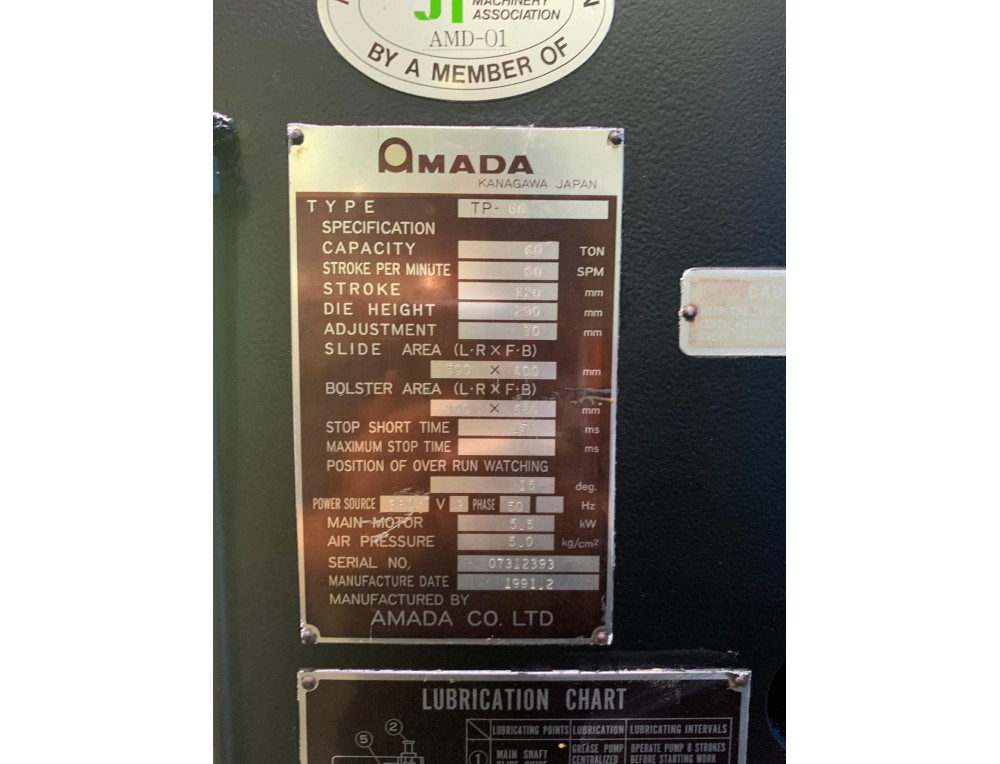 MACHINERY
ASSOCIATION
AMD-01
BY A MEMBER OF
AMADA
KANAGAWA JAPAN
TYPE TP-60
SPECIFICATION
CAPACITY 60 TON
STROKE PER MINUTE 60 SPM
STROKE mm
DIE HEIGHT 290 mm
ADJUSTMENT 70 mm
SLIDE AREA (L·R×F·B)
× 400 mm
BOLSTER AREA (L·R×F·B)
× mm
STOP SHORT TIME ms
MAXIMUM STOP TIME ms
POSITION OF OVER RUN WATCHING
15 deg.
POWER SOURCE V 3 PHASE 50 Hz
MAIN MOTOR 5.5 kW
AIR PRESSURE 5.0 kg/cm²
SERIAL NO, 07312393
MANUFACTURE DATE 1991.2
MANUFACTURED BY
AMADA CO. LTD
CAU
LUBRICATION CHART
LUBRICATING POINTS LUBRICATION LUBRICATING INTERVALS
1 MAIN SHAFT GREASE PUMP OPERATE PUMP 8 STROKES
CENTRALIZED BEFORE STARTING WORK
2
5